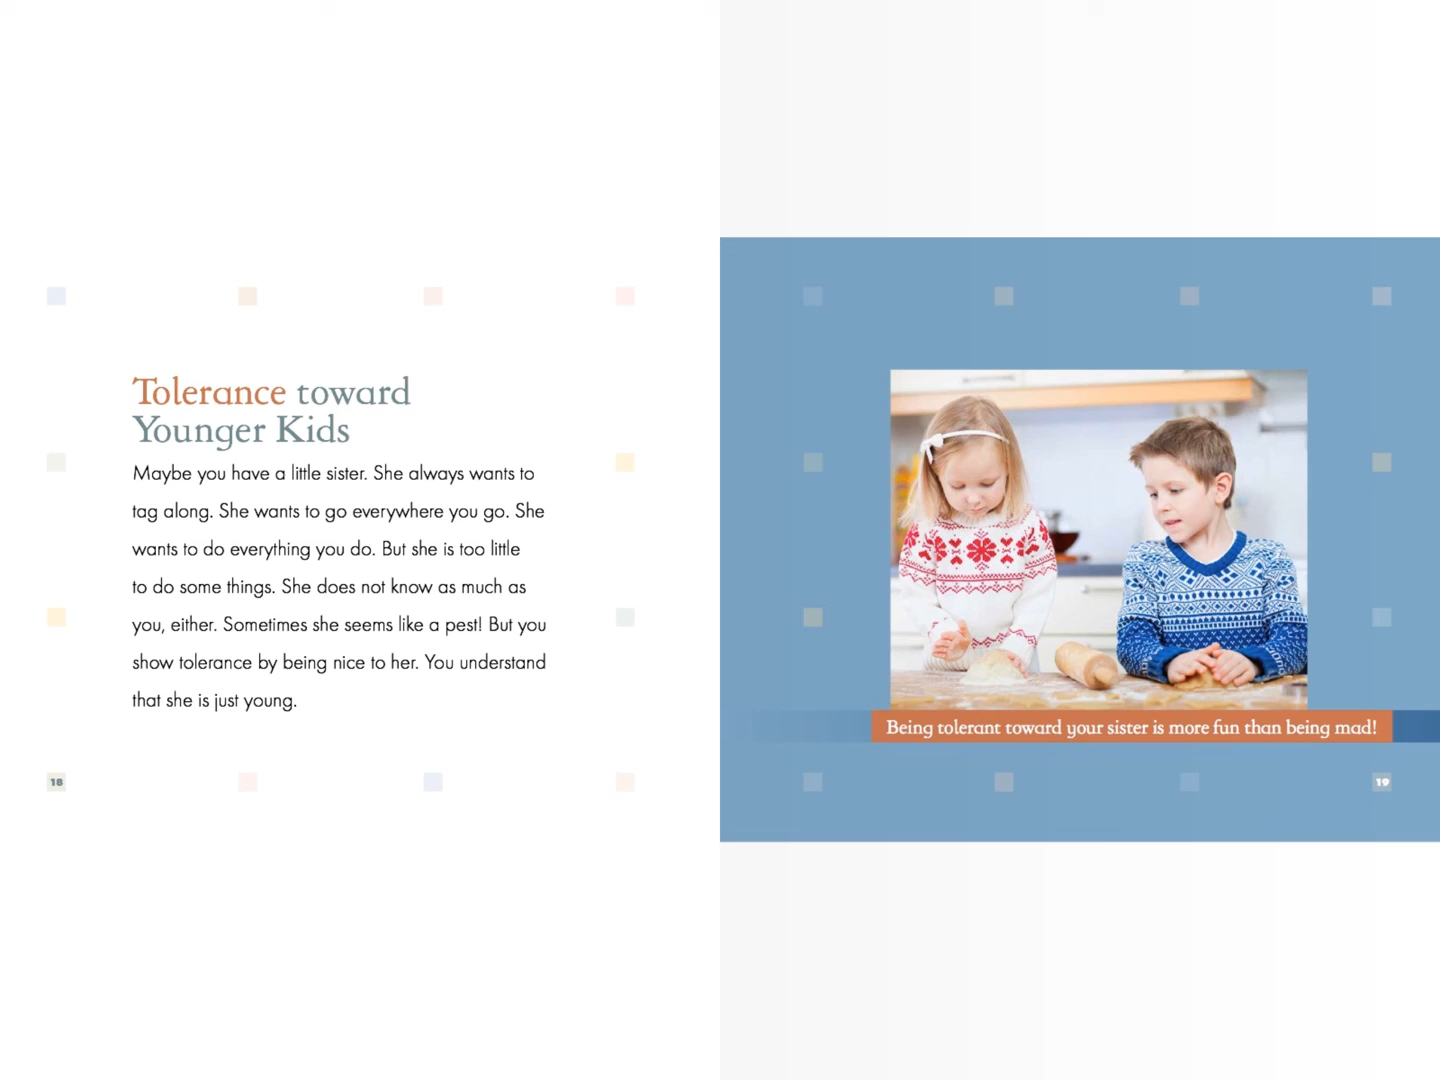 Tolerance toward
Younger Kids
Maybe you have a little sister. She always wants to
tag along. She wants to go everywhere you go. She
wants to do everything you do. But she is too little
to do some things. She does not know as much as
you, either. Sometimes she seems like a pest! But you
show tolerance by being nice to her. You understand
that she is just young.
18
Being tolerant toward your sister is more fun than being mad!
19